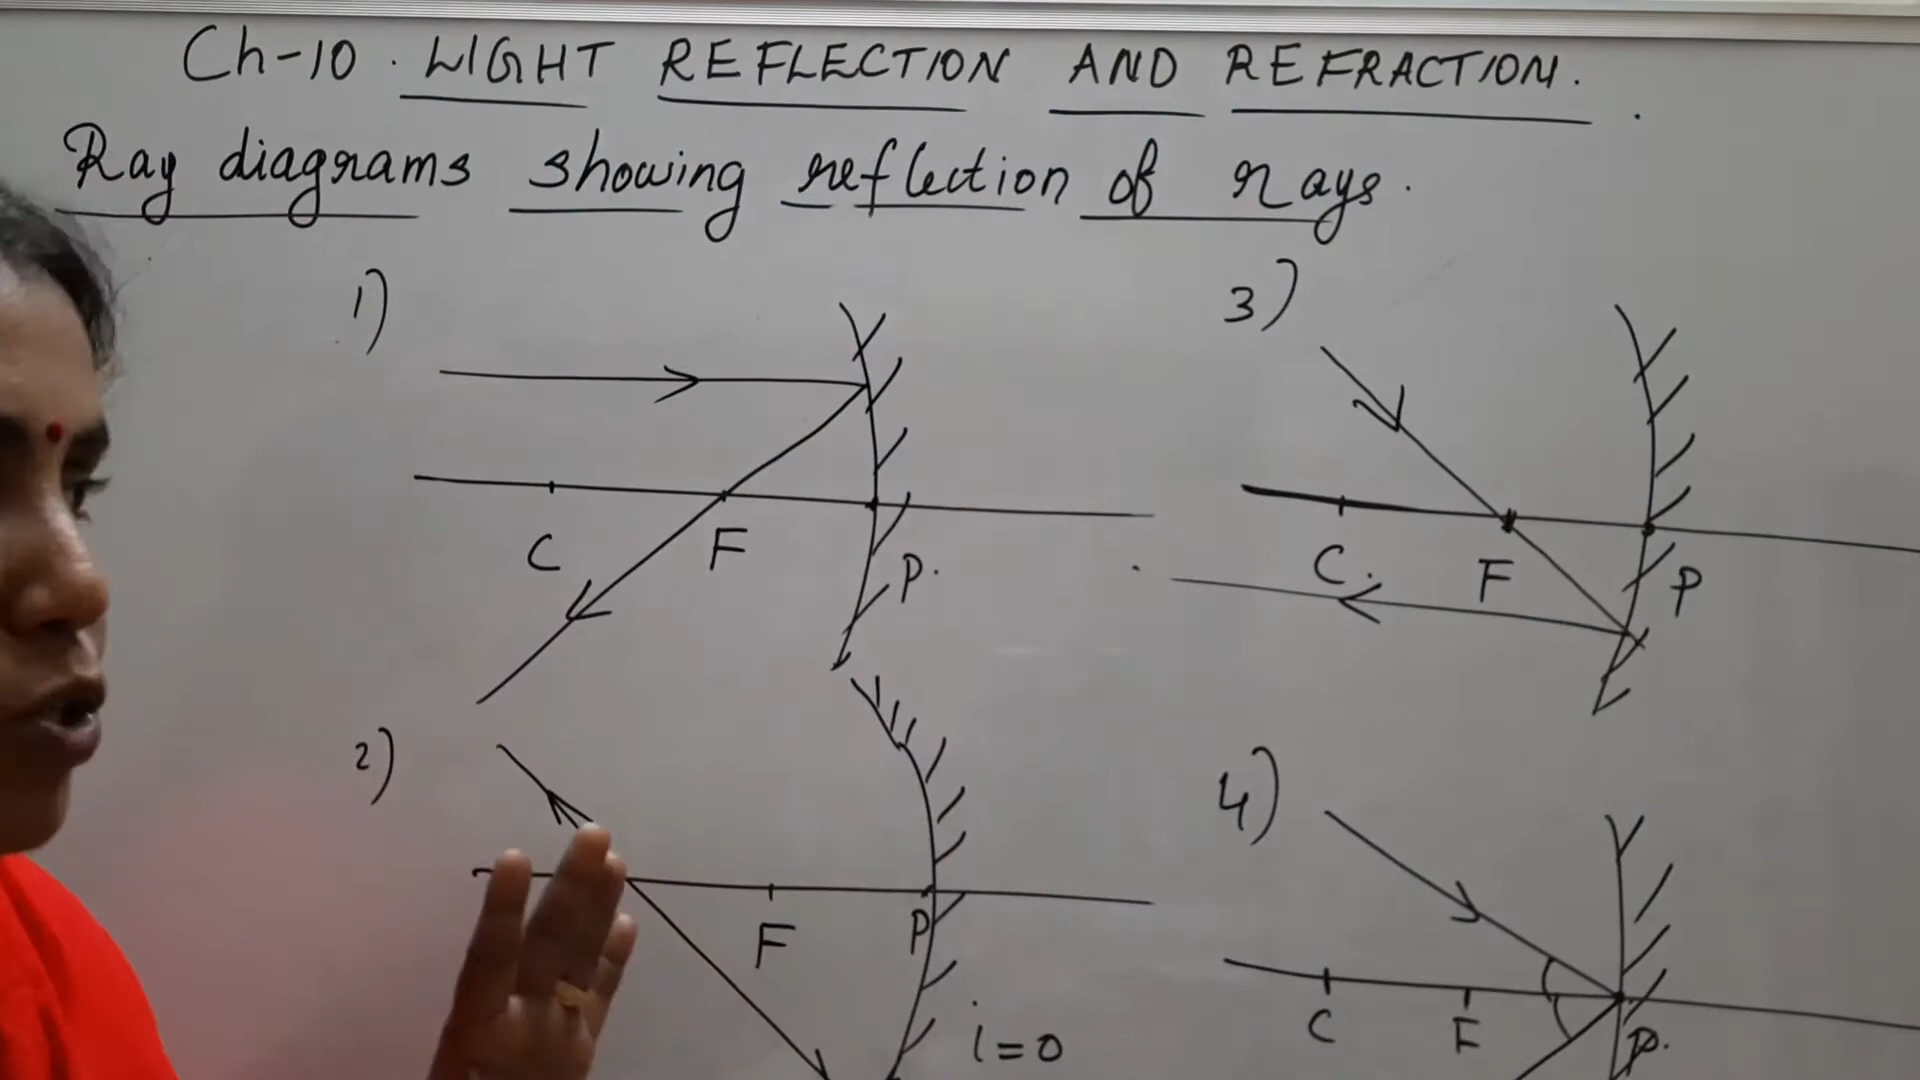 Ch-10. LIGHT REFLECTION AND REFRACTION.
Ray diagrams showing reflection of rays.
1)
C F P.
2)
F P
i=0
3)
C. F P
4)
C F P.